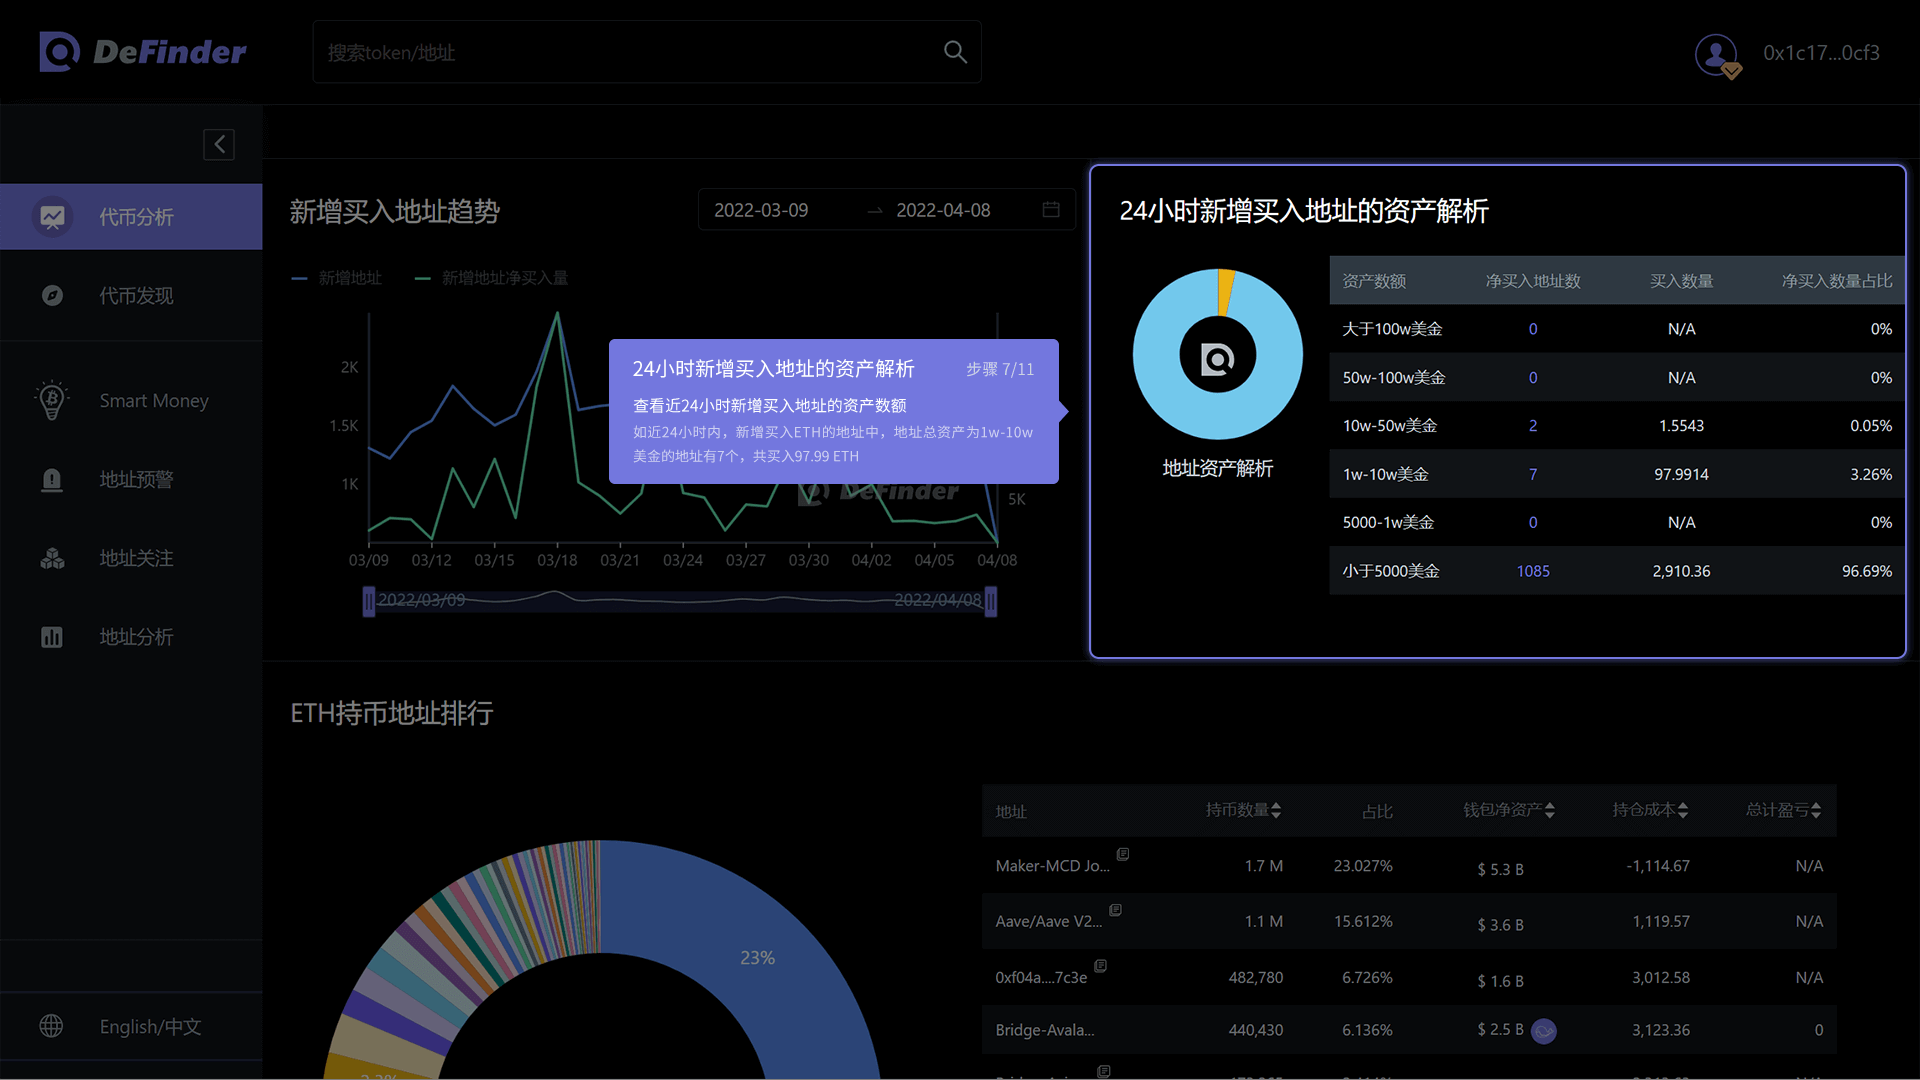 DeFinder
搜索token/地址
0x1c17...0cf3
代币分析
代币发现
Smart Money
地址预警
地址关注
地址分析
English/中文
新增买入地址趋势
2022-03-09
2022-04-08
新增地址
新增地址净买入量
2K
1.5K
1K
5K
03/09 03/12 03/15 03/18 03/21 03/24 03/27 03/30 04/02 04/05 04/08
2022/03/09
2022/04/08
DeFinder
24小时新增买入地址的资产解析
步骤 7/11
查看近24小时新增买入地址的资产数额
如近24小时内，新增买入ETH的地址中，地址总资产为1w-10w
美金的地址有7个，共买入97.99 ETH
24小时新增买入地址的资产解析
地址资产解析
资产数额 净买入地址数 买入数量 净买入数量占比
大于100w美金 0 N/A 0%
50w-100w美金 0 N/A 0%
10w-50w美金 2 1.5543 0.05%
1w-10w美金 7 97.9914 3.26%
5000-1w美金 0 N/A 0%
小于5000美金 1085 2,910.36 96.69%
ETH持币地址排行
23%
地址 持币数量 占比 钱包净资产 持仓成本 总计盈亏
Maker-MCD Jo... 1.7 M 23.027% $ 5.3 B -1,114.67 N/A
Aave/Aave V2... 1.1 M 15.612% $ 3.6 B 1,119.57 N/A
0xf04a....7c3e 482,780 6.726% $ 1.6 B 3,012.58 N/A
Bridge-Avala... 440,430 6.136% $ 2.5 B 3,123.36 0